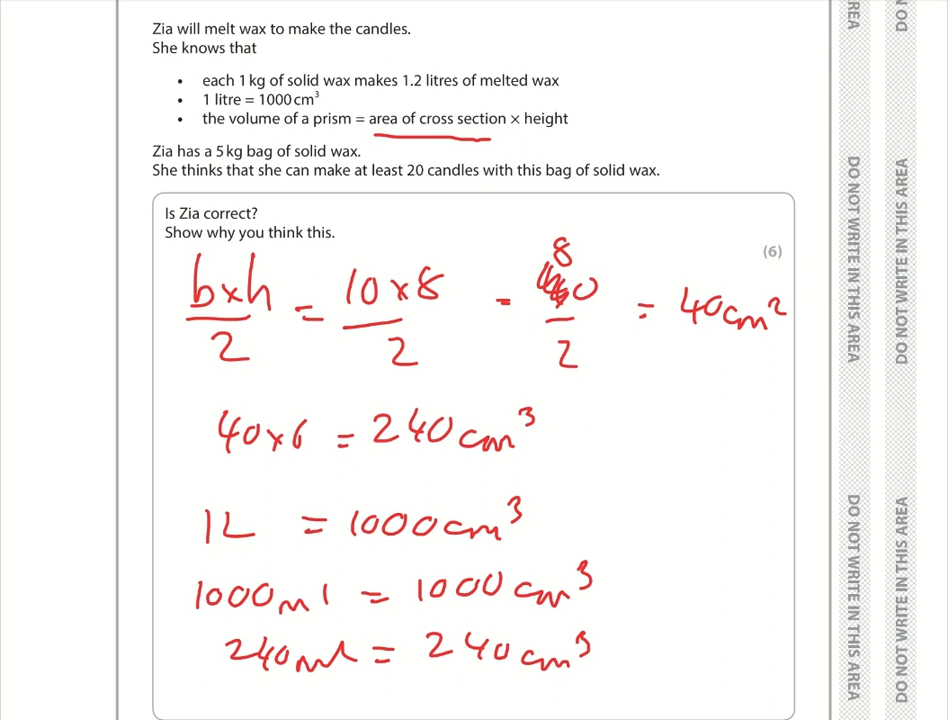 Zia will melt wax to make the candles.
She knows that
• each 1 kg of solid wax makes 1.2 litres of melted wax
• 1 litre = 1000 cm³
• the volume of a prism = area of cross section × height
Zia has a 5 kg bag of solid wax.
She thinks that she can make at least 20 candles with this bag of solid wax.
Is Zia correct?
Show why you think this.
(6)
b×h/2 = 10×8/2 = 80/2 = 40cm²
40×6 = 240cm³
1L = 1000cm³
1000ml = 1000cm³
240ml = 240cm³
REA
DO NOT WRITE IN THIS AREA
DO NOT WRITE IN THIS AREA
DO N
DO NOT WRITE IN THIS AREA
DO NOT WRITE IN THIS AREA